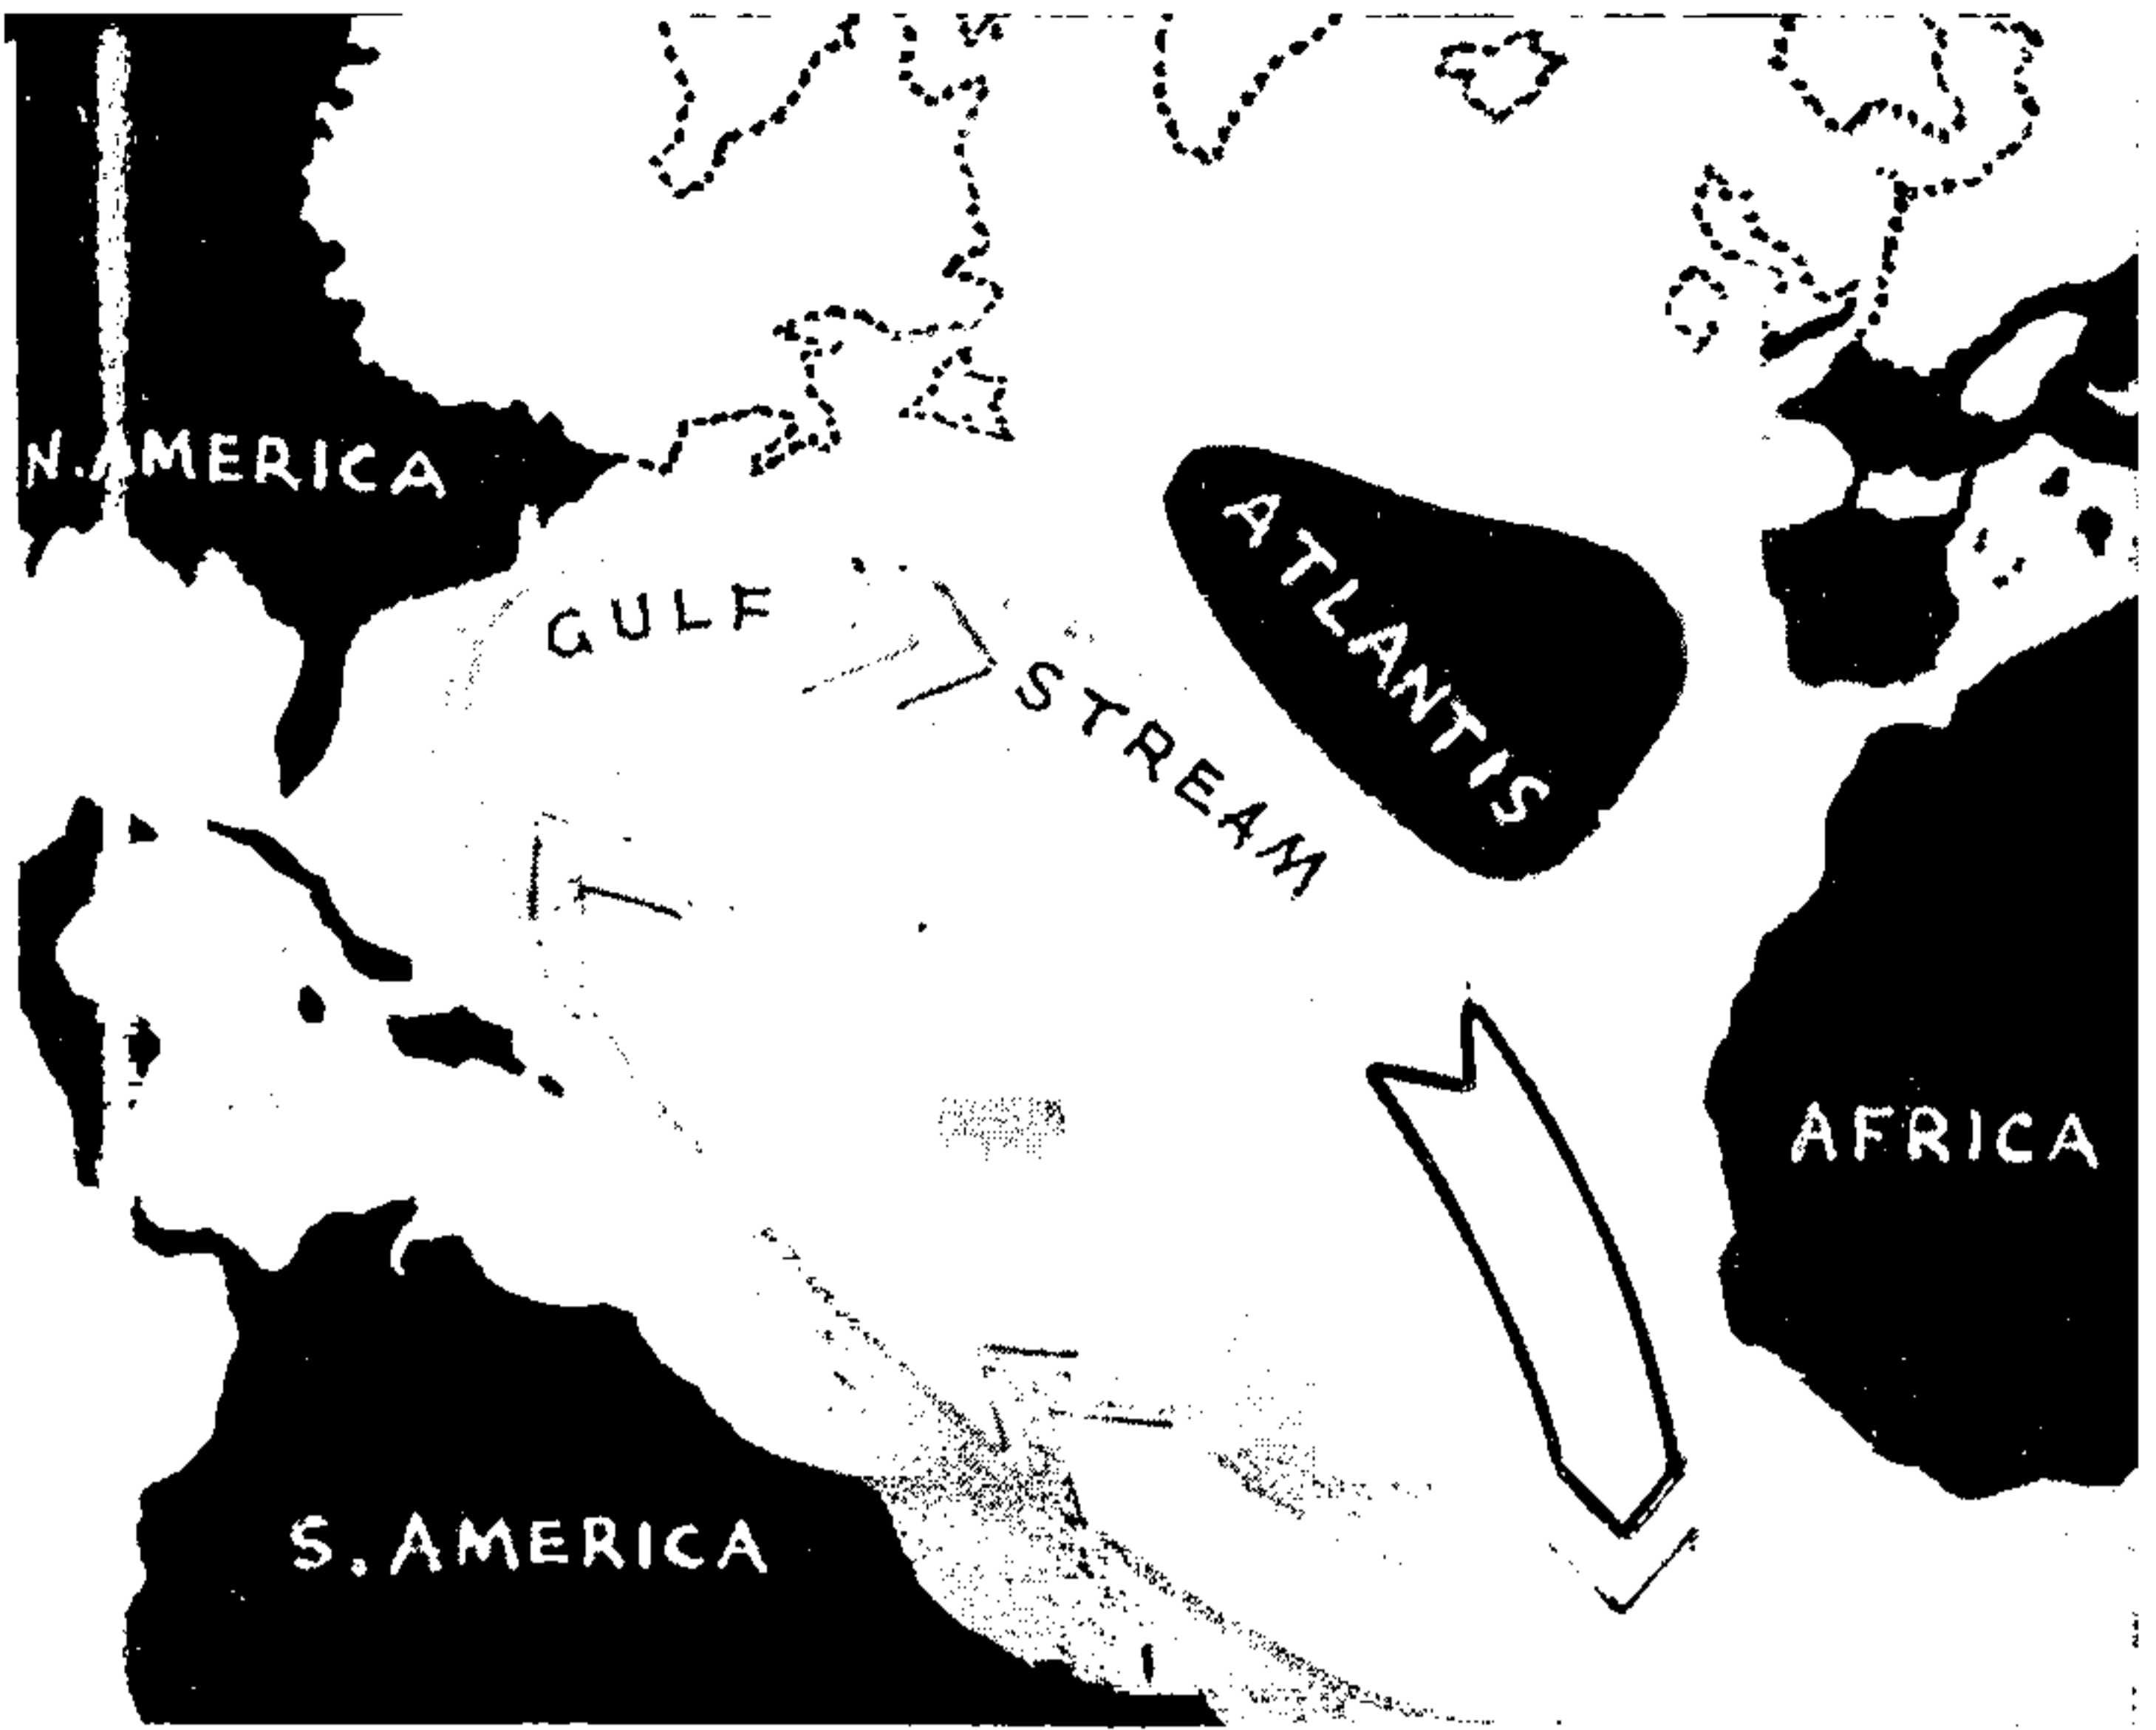 N. AMERICA
GULF
STREAM
ATLANTIS
AFRICA
S. AMERICA